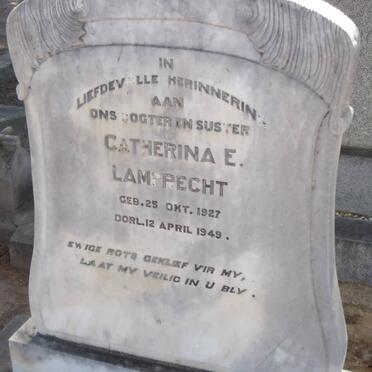 IN
LIEFDEVOLLE HERINNERING
AAN
ONS DOGTER EN SUSTER
CATHERINA E.
LAMPRECHT
GEB. 25 OKT. 1927
OORL. 12 APRIL 1949.
EWIGE ROTS GEKLIEF VIR MY,
LAAT MY VEILIG IN U BLY.